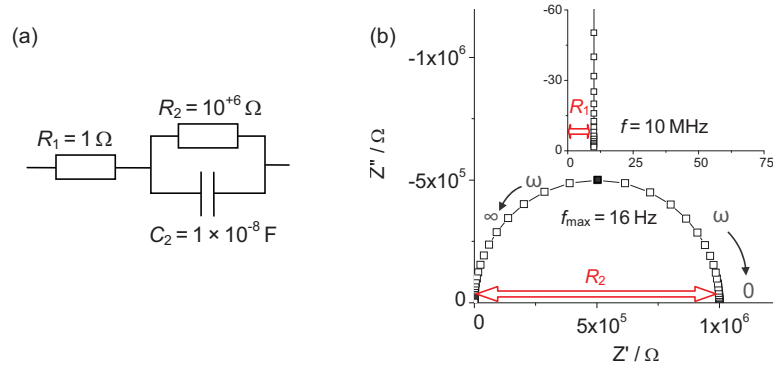 (a)
R₁ = 1 Ω
R₂ = 10⁺⁶ Ω
C₂ = 1 × 10⁻⁸ F
(b)
Z'' / Ω
-1x10⁶
-5x10⁵
0
-60
-30
0
R₁
f = 10 MHz
0 25 50 75
∞
ω
f max = 16 Hz
ω
0
R₂
0 5x10⁵ 1x10⁶
Z' / Ω